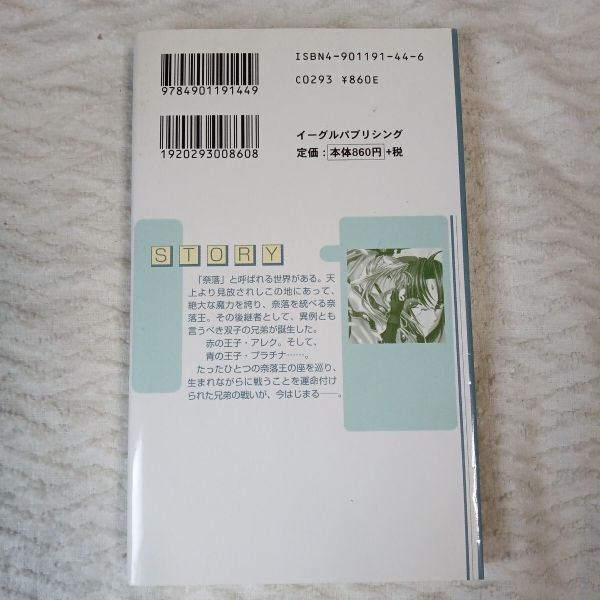 ISBN4-901191-44-6
9784901191449
C0293 ¥860E
イーグルパブリシング
1920293008608
定価：本体860円+税
STORY
「奈落」と呼ばれる世界がある。天
上より見放されしこの地にあって、
絶大な魔力を誇り、奈落を統べる奈
落王。その後継者として、異例とも
言うべき双子の兄弟が誕生した。
赤の王子・アレク。そして、
青の王子・プラチナ……。
たったひとつの奈落王の座を巡り、
生まれながらに戦うことを運命付け
られた兄弟の戦いが、今はじまる——。